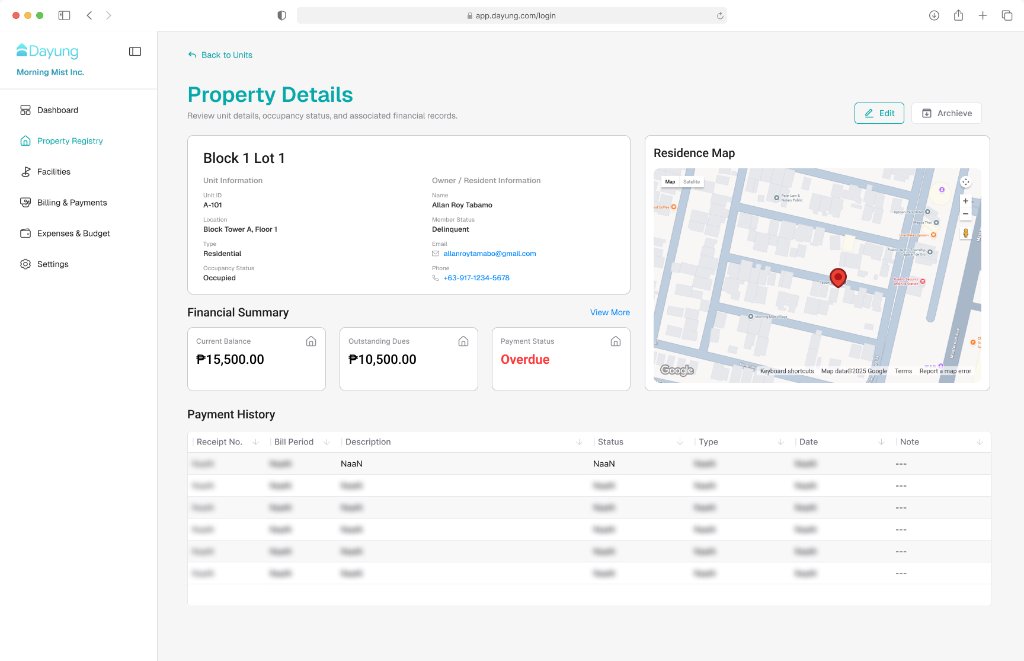 app.dayung.com/login
Dayung
Morning Mist Inc.
Dashboard
Property Registry
Facilities
Billing & Payments
Expenses & Budget
Settings
Back to Units
Property Details
Review unit details, occupancy status, and associated financial records.
Edit
Archieve
Block 1 Lot 1
Unit Information
Unit ID
A-101
Location
Block Tower A, Floor 1
Type
Residential
Occupancy Status
Occupied
Owner / Resident Information
Name
Allan Roy Tabamo
Member Status
Delinquent
Email
allanroytamabo@gmail.com
Phone
+63-917-1234-5678
Residence Map
Map Satellite
Google
Keyboard shortcuts Map data©2025 Google Terms Report a map error
Financial Summary
View More
Current Balance
₱15,500.00
Outstanding Dues
₱10,500.00
Payment Status
Overdue
Payment History
Receipt No. Bill Period Description Status Type Date Note
NaaN NaaN ---
---
---
---
---
---